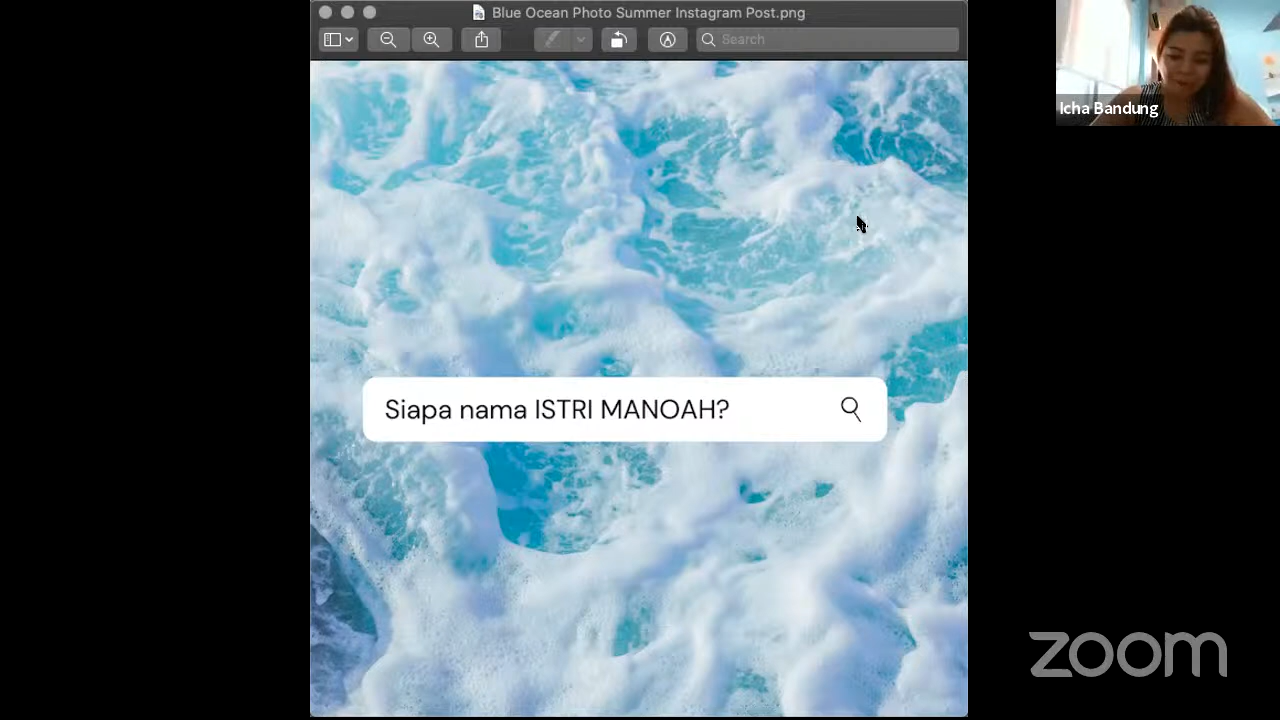 Blue Ocean Photo Summer Instagram Post.png
Search
Icha Bandung
Siapa nama ISTRI MANOAH?
zoom